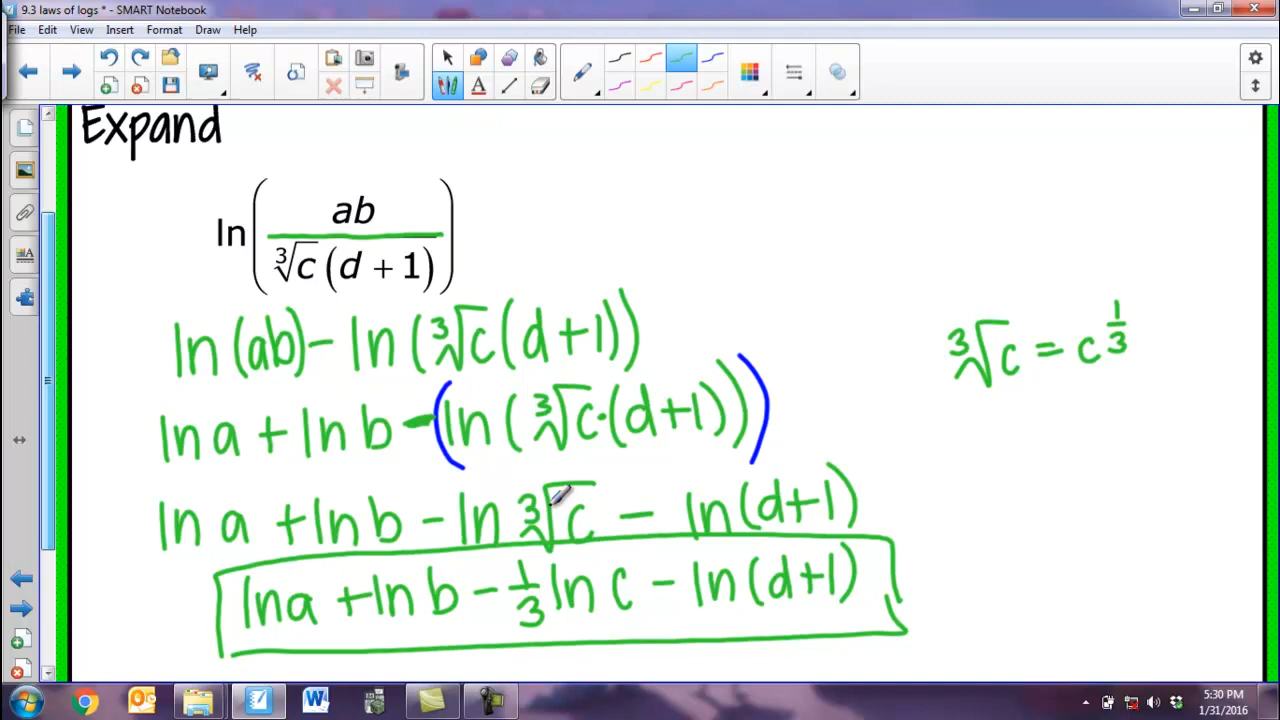 9.3 laws of logs * - SMART Notebook
File Edit View Insert Format Draw Help
Expand
ln(ab / ∛c (d + 1))
ln(ab) - ln(∛c(d+1))
∛c = c^(1/3)
ln a + ln b - (ln(∛c·(d+1)))
ln a + ln b - ln ∛c - ln(d+1)
ln a + ln b - 1/3 ln c - ln(d+1)
5:30 PM
1/31/2016